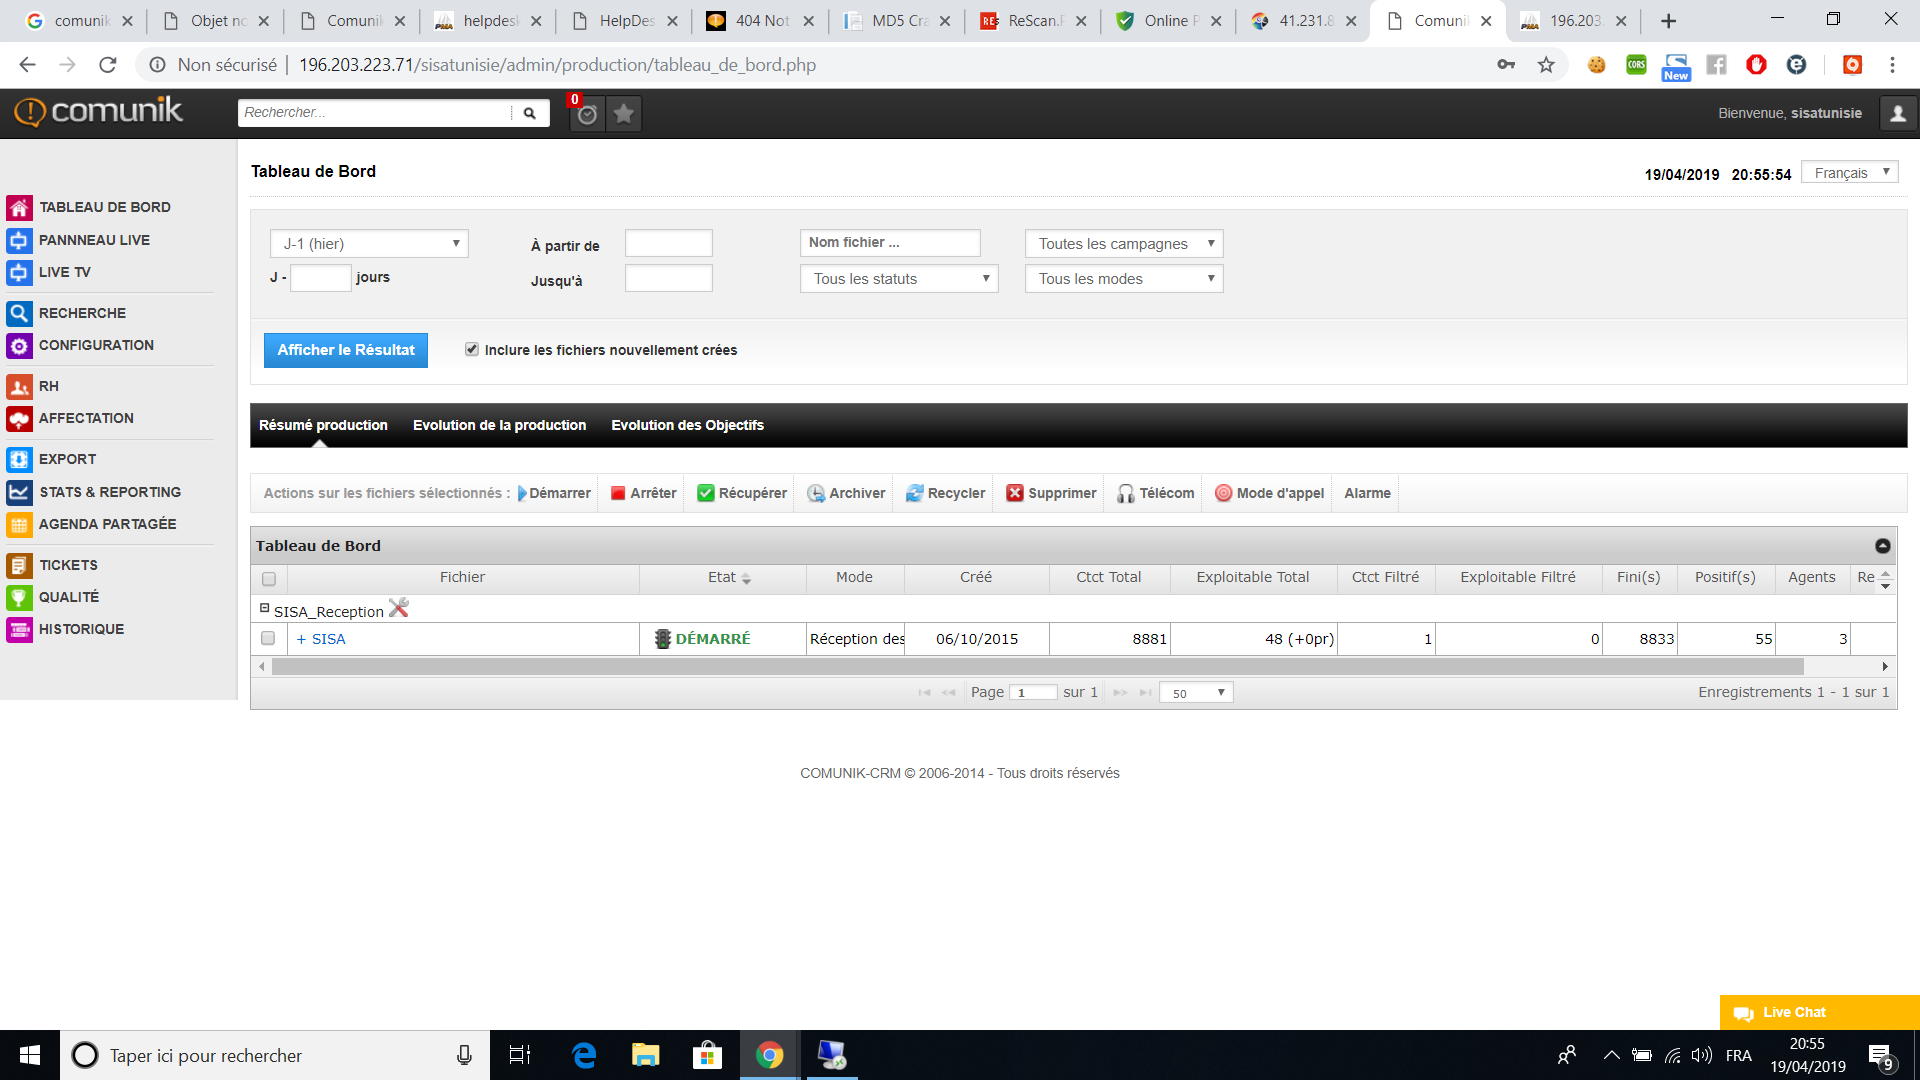 comunik
Objet no
Comunik
helpdesk
HelpDes
404 Not
MD5 Cra
ReScan.P
Online P
41.231.8
Comunik
196.203.
Non sécurisé | 196.203.223.71/sisatunisie/admin/production/tableau_de_bord.php
CORS
New
comunik
Rechercher...
0
Bienvenue, sisatunisie
Tableau de Bord
19/04/2019 20:55:54
Français
TABLEAU DE BORD
PANNNEAU LIVE
LIVE TV
RECHERCHE
CONFIGURATION
RH
AFFECTATION
EXPORT
STATS & REPORTING
AGENDA PARTAGÉE
TICKETS
QUALITÉ
HISTORIQUE
J-1 (hier)
À partir de
Nom fichier ...
Toutes les campagnes
J - jours
Jusqu'à
Tous les statuts
Tous les modes
Afficher le Résultat
Inclure les fichiers nouvellement crées
Résumé production Evolution de la production Evolution des Objectifs
Actions sur les fichiers sélectionnés : Démarrer Arrêter Récupérer Archiver Recycler Supprimer Télécom Mode d'appel Alarme
Tableau de Bord
Fichier Etat Mode Créé Ctct Total Exploitable Total Ctct Filtré Exploitable Filtré Fini(s) Positif(s) Agents Re
SISA_Reception
+ SISA DÉMARRÉ Réception des 06/10/2015 8881 48 (+0pr) 1 0 8833 55 3
Page 1 sur 1 50
Enregistrements 1 - 1 sur 1
COMUNIK-CRM © 2006-2014 - Tous droits réservés
Live Chat
Taper ici pour rechercher
FRA
20:55
19/04/2019
9